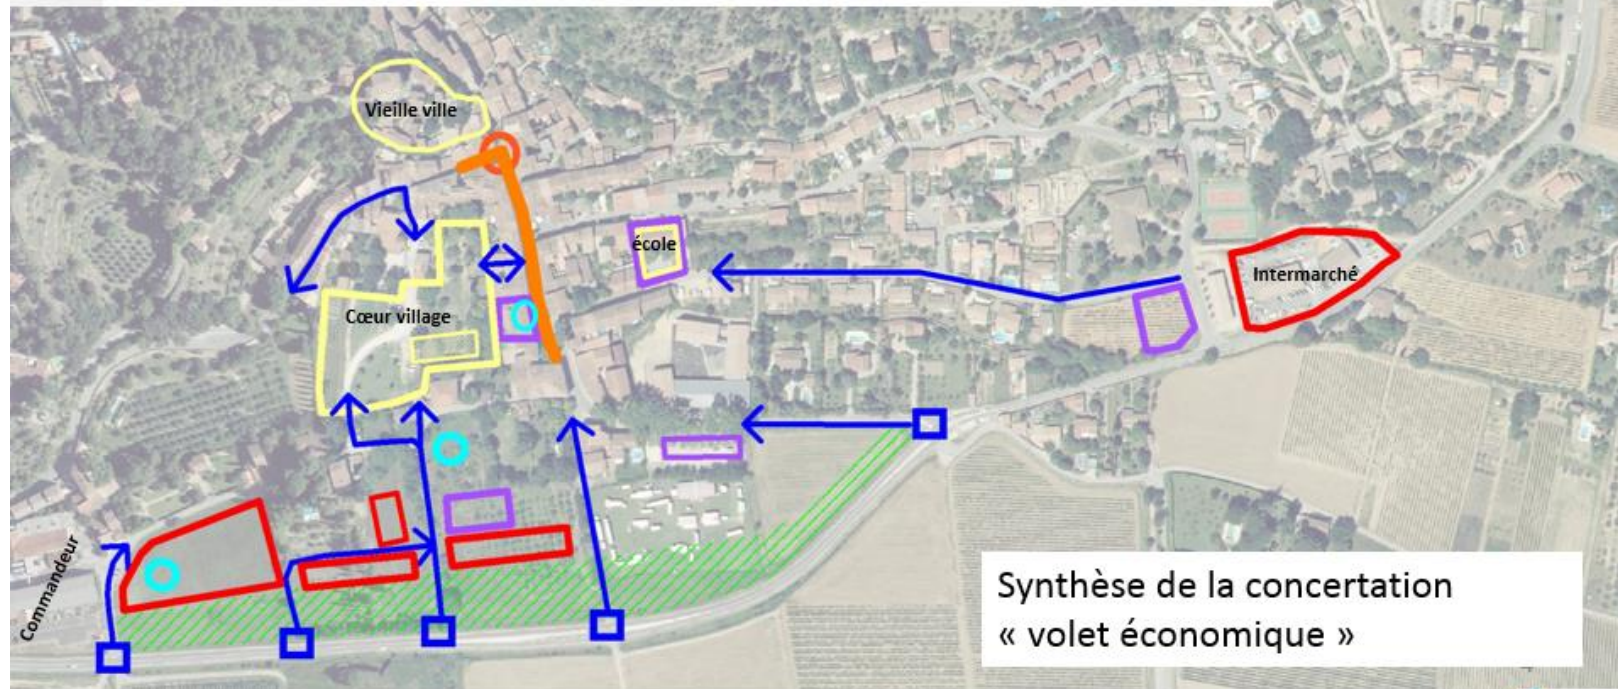 Vieille ville
école
Intermarché
Cœur village
Commandeur
Synthèse de la concertation
« volet économique »